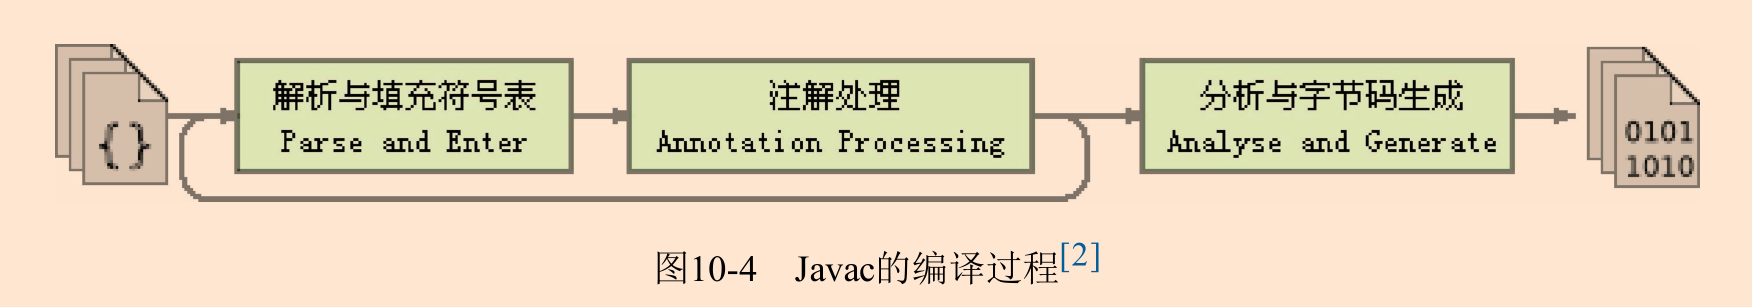 {}
解析与填充符号表
Parse and Enter
注解处理
Annotation Processing
分析与字节码生成
Analyse and Generate
0101
1010
图10-4 Javac的编译过程[2]